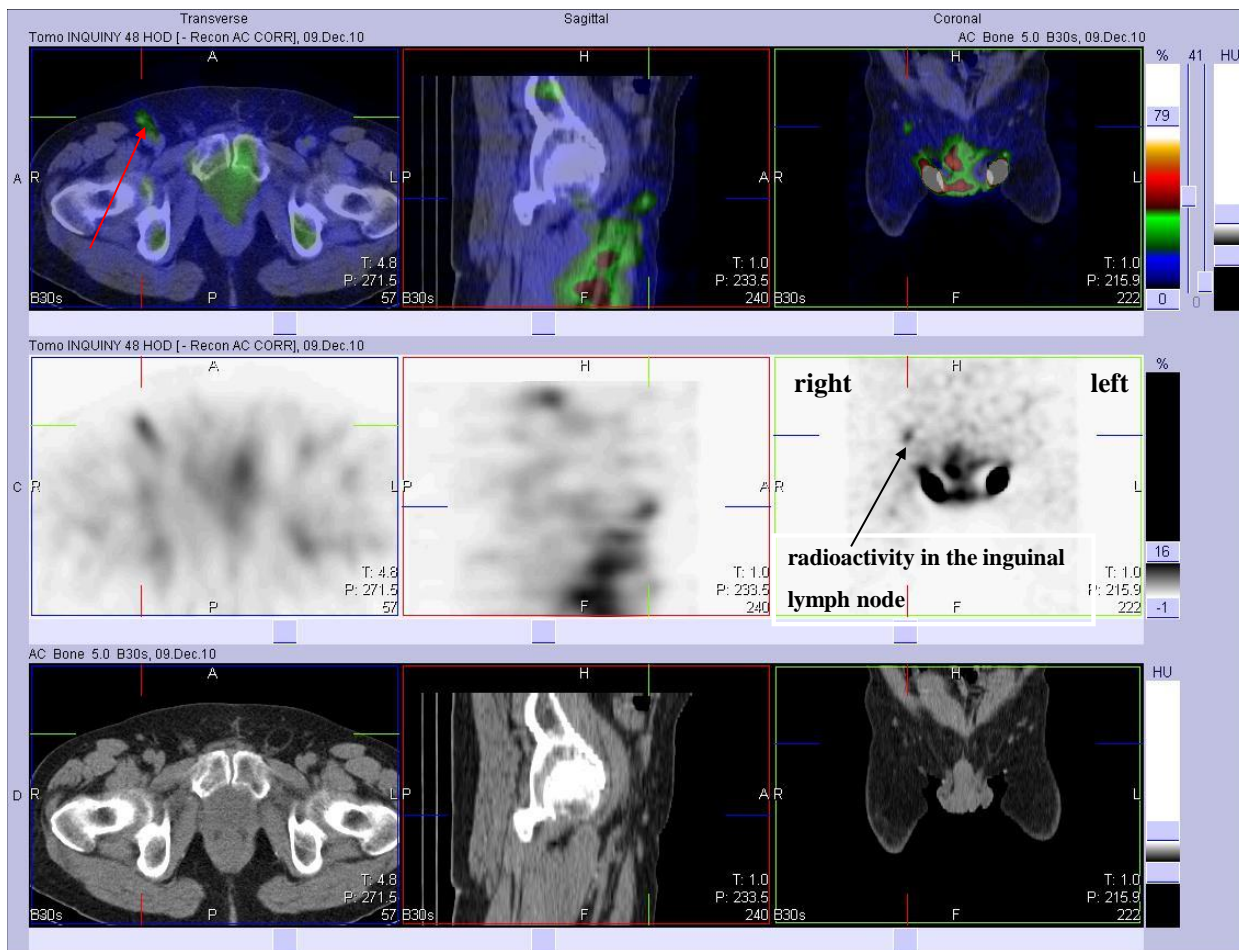 Transverse
Sagittal
Coronal
Tomo INQUINY 48 HOD [ - Recon AC CORR], 09.Dec.10
AC Bone 5.0 B30s, 09.Dec.10
% 41 HU
A H H
79
A R L P A R L
T: 4.8 T: 1.0 T: 1.0
P: 271.5 P: 233.5 P: 215.9
B30s P 57 B30s F 240 B30s F 222
0 0
Tomo INQUINY 48 HOD [ - Recon AC CORR], 09.Dec.10
%
A H H
right left
C R L P A R L
radioactivity in the inguinal
lymph node
T: 4.8 T: 1.0 T: 1.0
16
P: 271.5 P: 233.5 P: 215.9
P 57 F 240 F 222
-1
AC Bone 5.0 B30s, 09.Dec.10
HU
A H H
D R L P A R L
T: 4.8 T: 1.0 T: 1.0
P: 271.5 P: 233.5 P: 215.9
B30s P 57 B30s F 240 B30s F 222